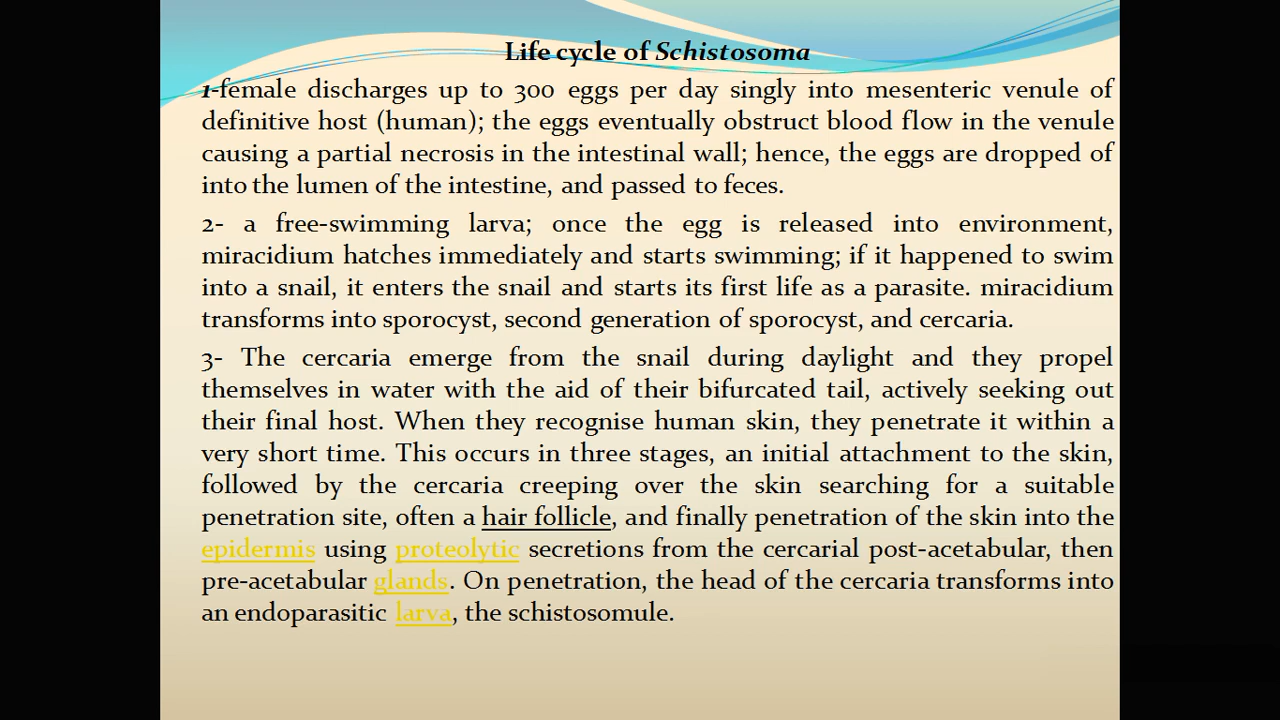 Life cycle of Schistosoma
1-female discharges up to 300 eggs per day singly into mesenteric venule of
definitive host (human); the eggs eventually obstruct blood flow in the venule
causing a partial necrosis in the intestinal wall; hence, the eggs are dropped of
into the lumen of the intestine, and passed to feces.
2- a free-swimming larva; once the egg is released into environment,
miracidium hatches immediately and starts swimming; if it happened to swim
into a snail, it enters the snail and starts its first life as a parasite. miracidium
transforms into sporocyst, second generation of sporocyst, and cercaria.
3- The cercaria emerge from the snail during daylight and they propel
themselves in water with the aid of their bifurcated tail, actively seeking out
their final host. When they recognise human skin, they penetrate it within a
very short time. This occurs in three stages, an initial attachment to the skin,
followed by the cercaria creeping over the skin searching for a suitable
penetration site, often a hair follicle, and finally penetration of the skin into the
epidermis using proteolytic secretions from the cercarial post-acetabular, then
pre-acetabular glands. On penetration, the head of the cercaria transforms into
an endoparasitic larva, the schistosomule.